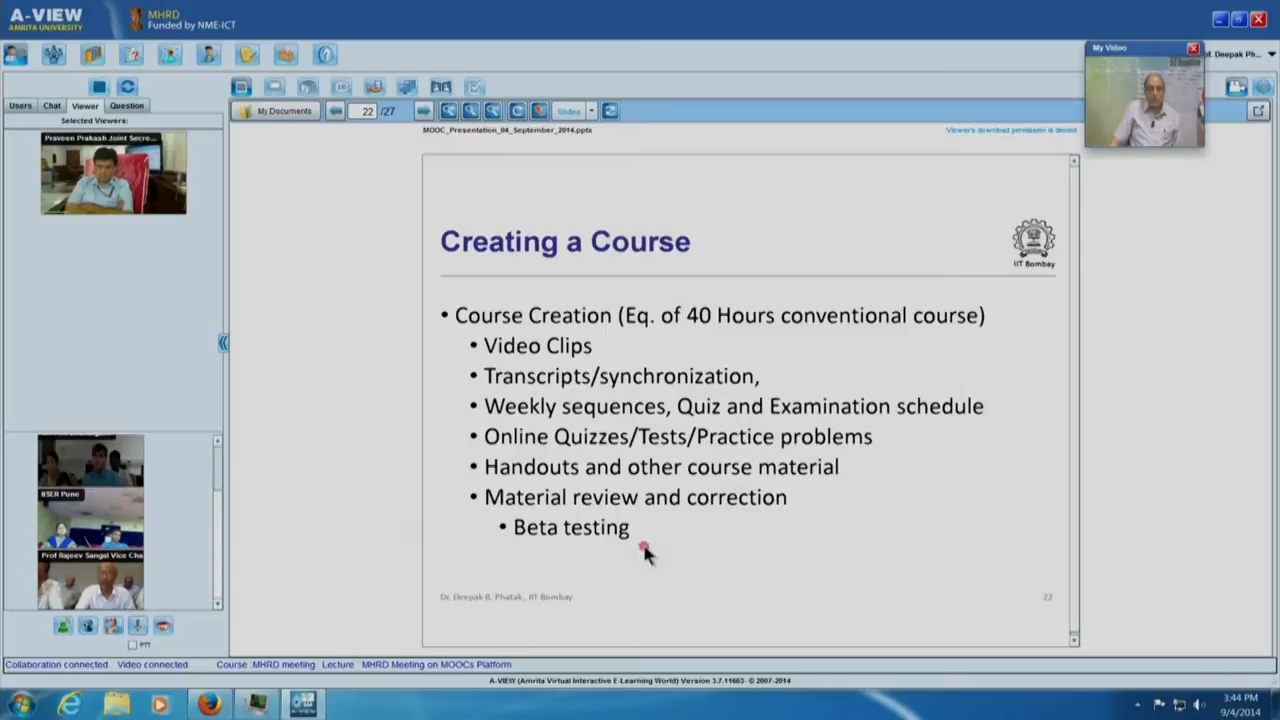 A-VIEW
AMRITA UNIVERSITY
MHRD
Funded by NME-ICT
My Video
of. Deepak Ph...
Users Chat Viewer Question
Selected Viewers:
Praveen Prakash Joint Secre...
My Documents
22 /27
Slides
MOOC_Presentation_04_September_2014.pptx
Viewer's download permission is denied
Creating a Course
IIT Bombay
• Course Creation (Eq. of 40 Hours conventional course)
• Video Clips
• Transcripts/synchronization,
• Weekly sequences, Quiz and Examination schedule
• Online Quizzes/Tests/Practice problems
• Handouts and other course material
• Material review and correction
• Beta testing
Dr. Deepak B. Phatak, IIT Bombay
22
IISER Pune
Prof Rajeev Sangal Vice Cha
PTT
Collaboration connected Video connected Course MHRD meeting Lecture MHRD Meeting on MOOCs Platform
A-VIEW (Amrita Virtual Interactive E-Learning World) Version 3.7.11663- © 2007-2014
3:44 PM
9/4/2014